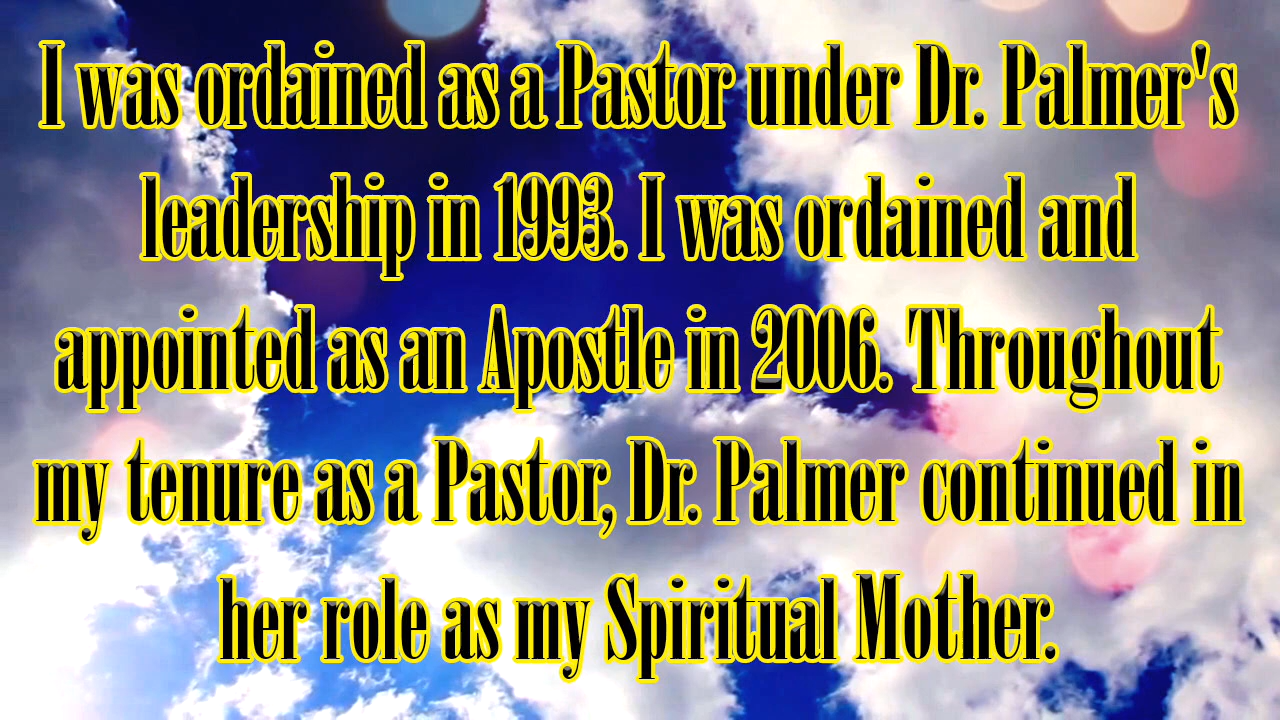 I was ordained as a Pastor under Dr. Palmer's
leadership in 1993. I was ordained and
appointed as an Apostle in 2006. Throughout
my tenure as a Pastor, Dr. Palmer continued in
her role as my Spiritual Mother.